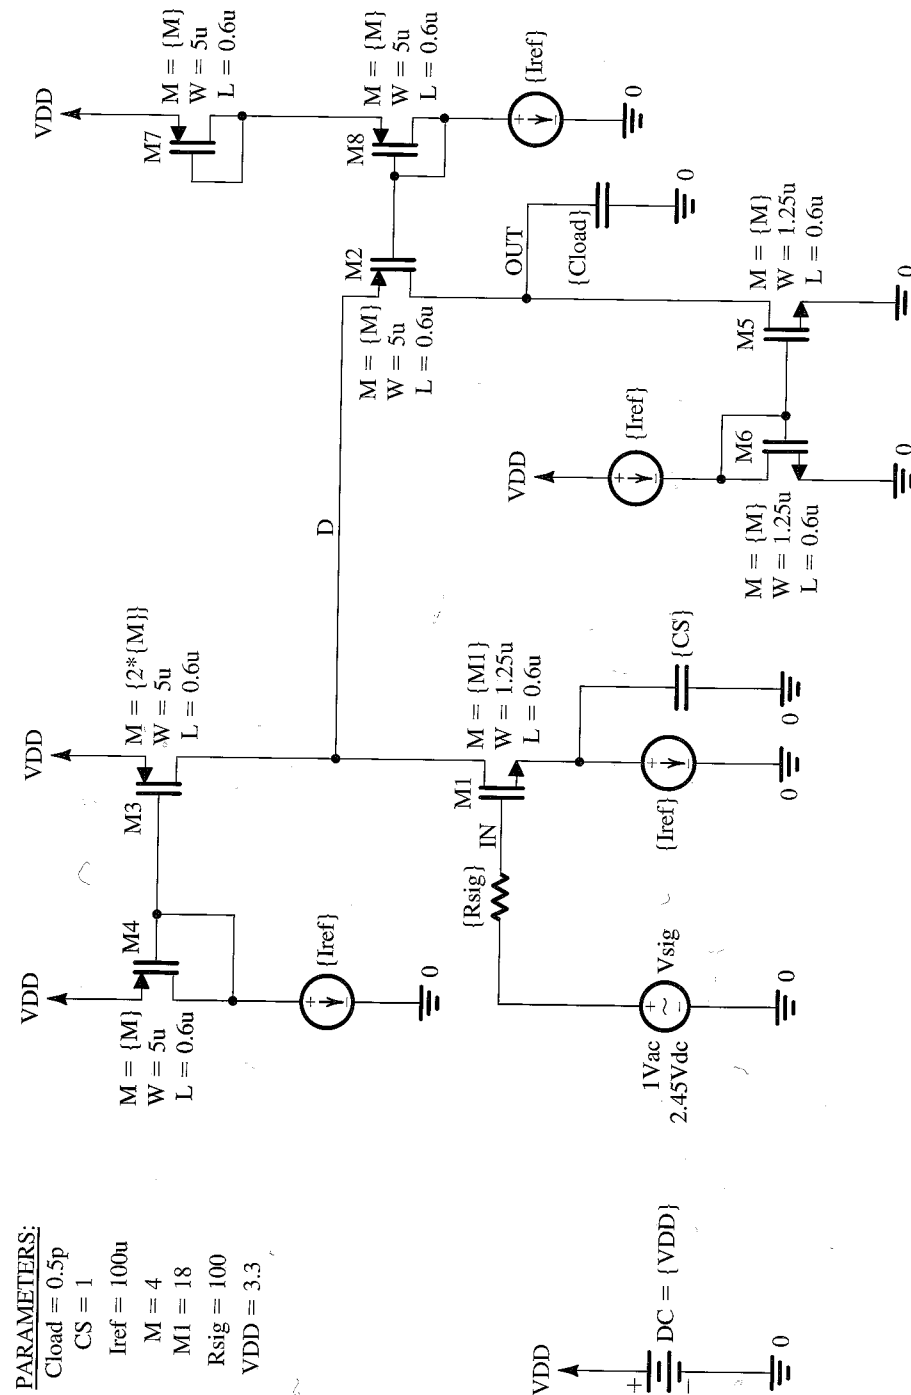 PARAMETERS:
Cload = 0.5p
CS = 1
Iref = 100u
M = 4
M1 = 18
Rsig = 100
VDD = 3.3
VDD
+
−
DC = {VDD}
0
VDD
M4
M = {M}
W = 5u
L = 0.6u
+
−
{Iref}
0
VDD
M3
M = {2*{M}}
W = 5u
L = 0.6u
D
1Vac
2.45Vdc
+
~
−
Vsig
0
{Rsig}
IN
M1
M = {M1}
W = 1.25u
L = 0.6u
+
−
{Iref}
0
{CS}
0
VDD
M7
M = {M}
W = 5u
L = 0.6u
M8
M = {M}
W = 5u
L = 0.6u
+
−
{Iref}
0
M2
M = {M}
W = 5u
L = 0.6u
OUT
{Cload}
0
VDD
+
−
{Iref}
M6
M = {M}
W = 1.25u
L = 0.6u
0
M5
M = {M}
W = 1.25u
L = 0.6u
0